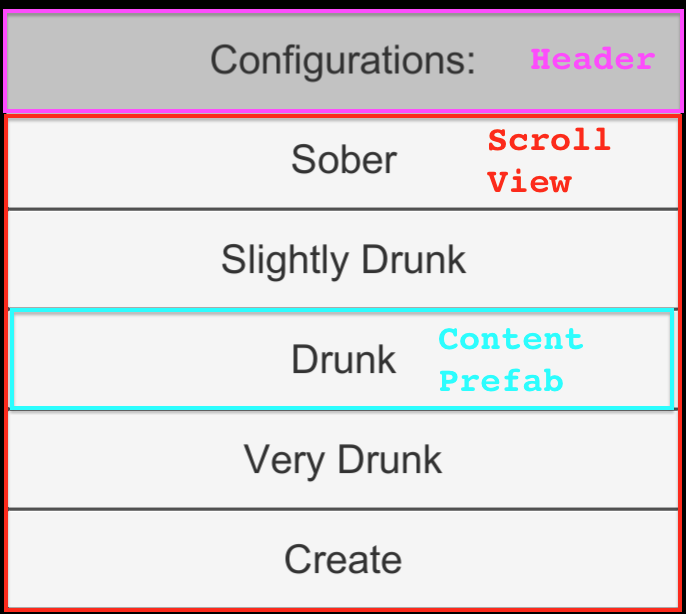 Configurations: Header
Sober
Scroll
View
Slightly Drunk
Drunk
Content
Prefab
Very Drunk
Create